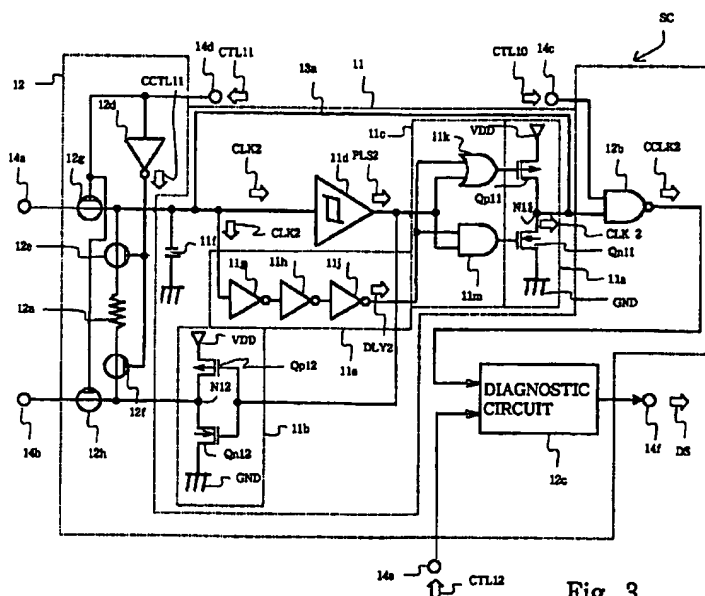 SC
12
14d
CTL11
CCTL11
11
13a
CTL10
14c
12d
11c
VDD
11k
Qp11
12b
CCLK2
14a
12g
CLK2
11d
PLS2
N11
CLK 2
Qn11
12e
11f
CLK2
11g
11h
11j
11m
11a
GND
12a
DLY2
VDD
11e
Qp12
N12
12f
14b
12h
Qn12
11b
GND
DIAGNOSTIC
CIRCUIT
12c
14f
DS
14e
CTL12
Fig. 3